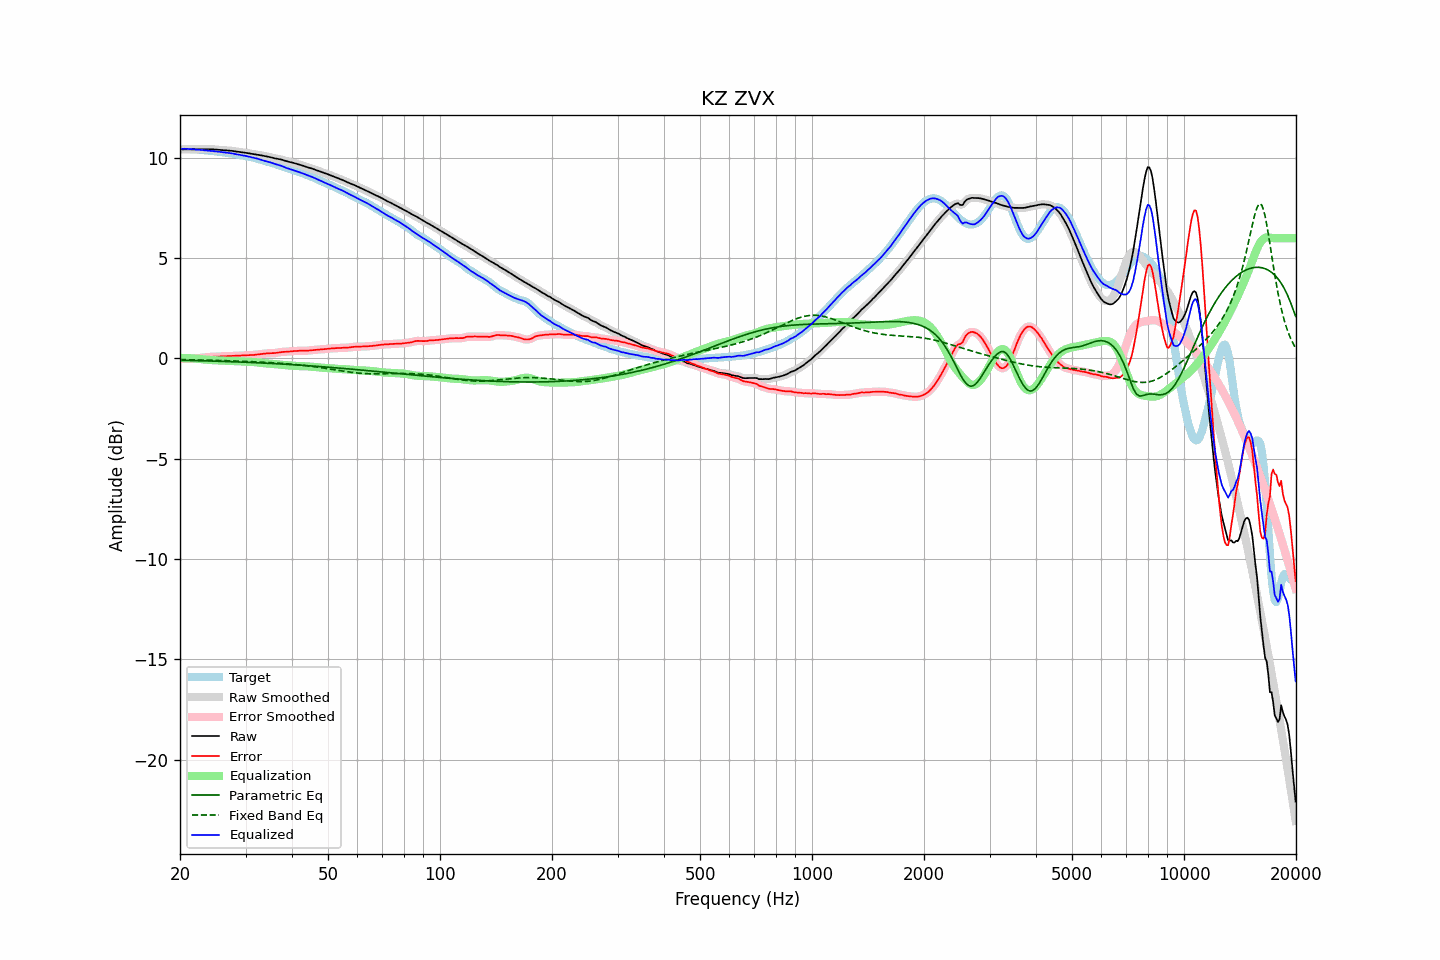 KZ ZVX
10
5
0
−5
−10
−15
−20
Amplitude (dBr)
Target
Raw Smoothed
Error Smoothed
Raw
Error
Equalization
Parametric Eq
Fixed Band Eq
Equalized
20 50 100 200 500 1000 2000 5000 10000 20000
Frequency (Hz)